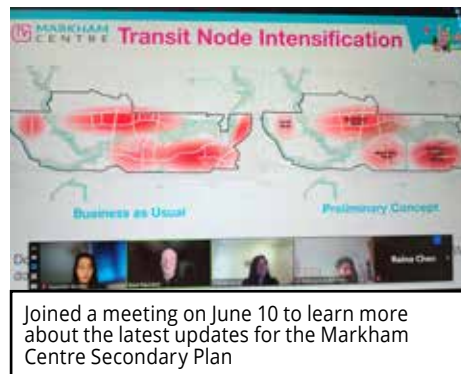 MARKHAM
CENTRE
Transit Node Intensification
Business as Usual
Preliminary Concept
Raina Chen
Joined a meeting on June 10 to learn more
about the latest updates for the Markham
Centre Secondary Plan